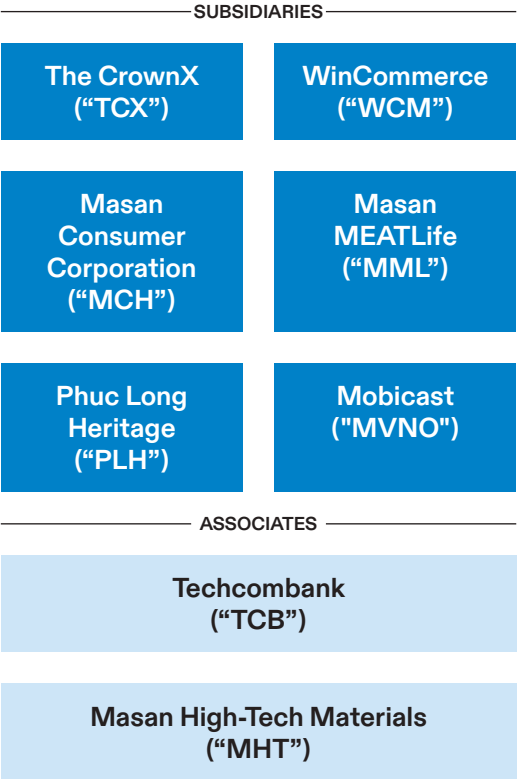 SUBSIDIARIES
The CrownX
(“TCX”)
WinCommerce
(“WCM”)
Masan
Consumer
Corporation
(“MCH”)
Masan
MEATLife
(“MML”)
Phuc Long
Heritage
(“PLH”)
Mobicast
("MVNO")
ASSOCIATES
Techcombank
(“TCB”)
Masan High-Tech Materials
(“MHT”)